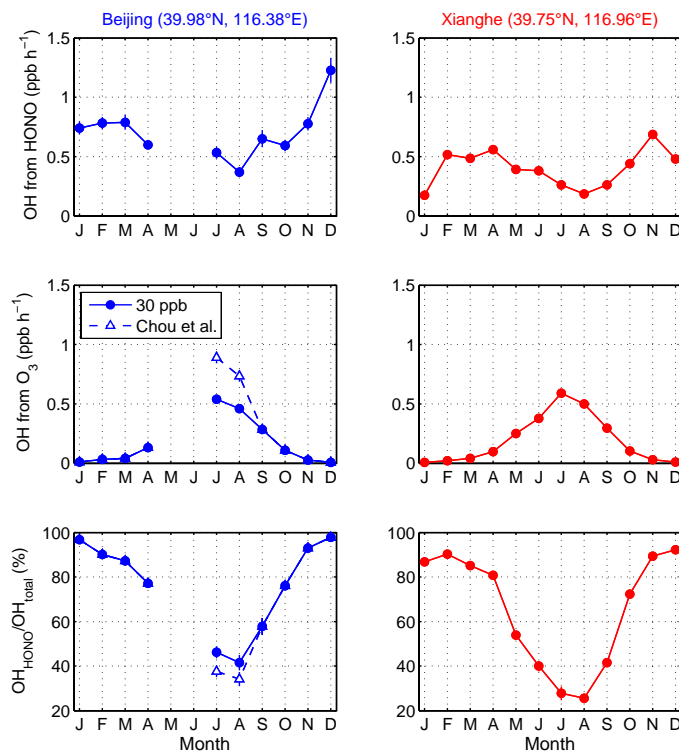 Beijing (39.98°N, 116.38°E)
Xianghe (39.75°N, 116.96°E)
OH from HONO (ppb h⁻¹)
1.5
1
0.5
0
J F M A M J J A S O N D
1.5
1
0.5
0
J F M A M J J A S O N D
OH from O₃ (ppb h⁻¹)
1.5
1
0.5
0
30 ppb
Chou et al.
J F M A M J J A S O N D
1.5
1
0.5
0
J F M A M J J A S O N D
OH_HONO/OH_total (%)
100
80
60
40
20
J F M A M J J A S O N D
Month
100
80
60
40
20
J F M A M J J A S O N D
Month